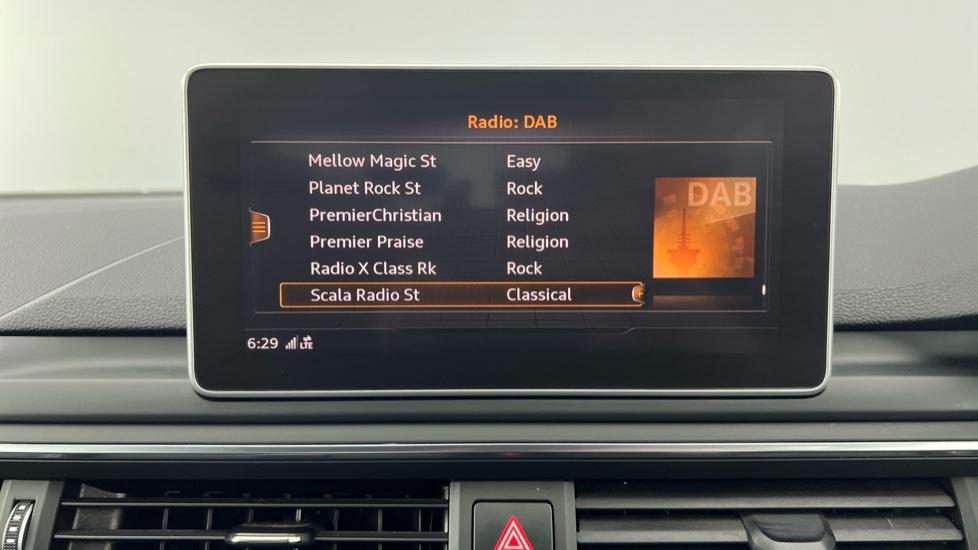 Radio: DAB
Mellow Magic St Easy
Planet Rock St Rock
PremierChristian Religion
Premier Praise Religion
Radio X Class Rk Rock
Scala Radio St Classical
DAB
6:29 LTE